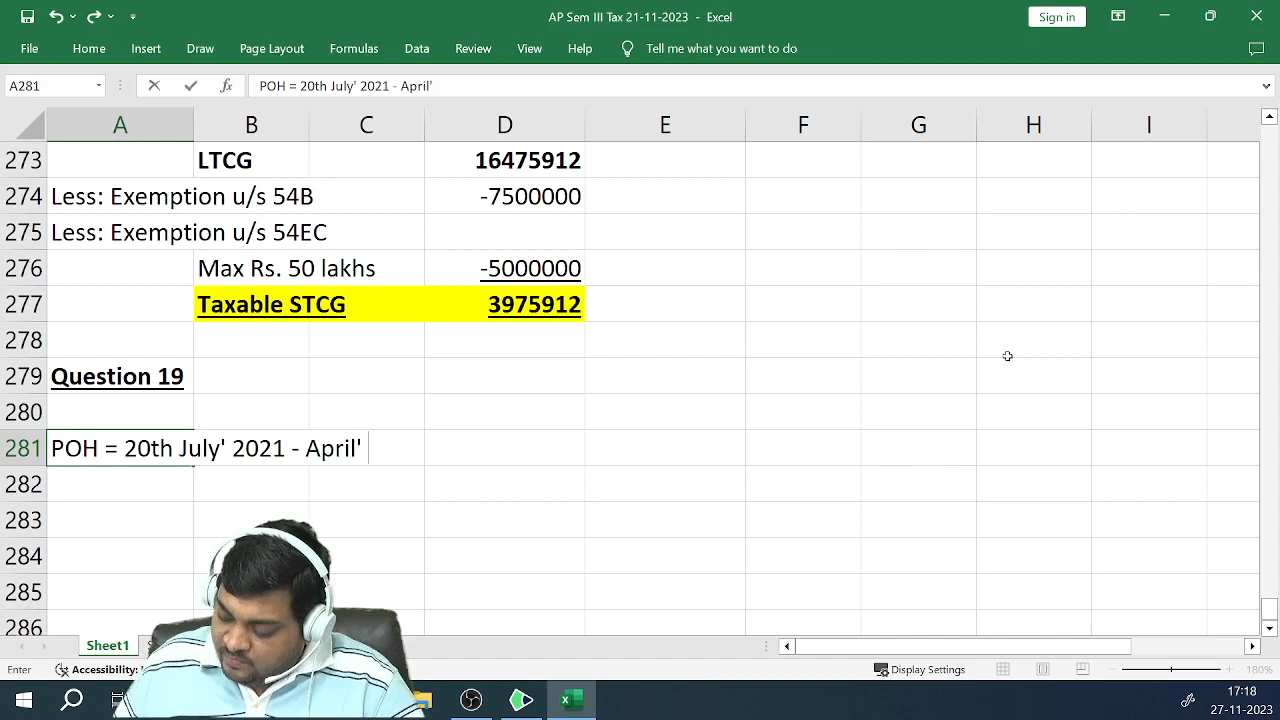 AP Sem III Tax 21-11-2023 - Excel
Sign in
File Home Insert Draw Page Layout Formulas Data Review View Help Tell me what you want to do
A281 fx POH = 20th July' 2021 - April'
A B C D E F G H I
273 LTCG 16475912
274 Less: Exemption u/s 54B -7500000
275 Less: Exemption u/s 54EC
276 Max Rs. 50 lakhs -5000000
277 Taxable STCG 3975912
278
279 Question 19
280
281 POH = 20th July' 2021 - April'
282
283
284
285
286
Sheet1
Enter Accessibility: Display Settings 180%
17:18
27-11-2023